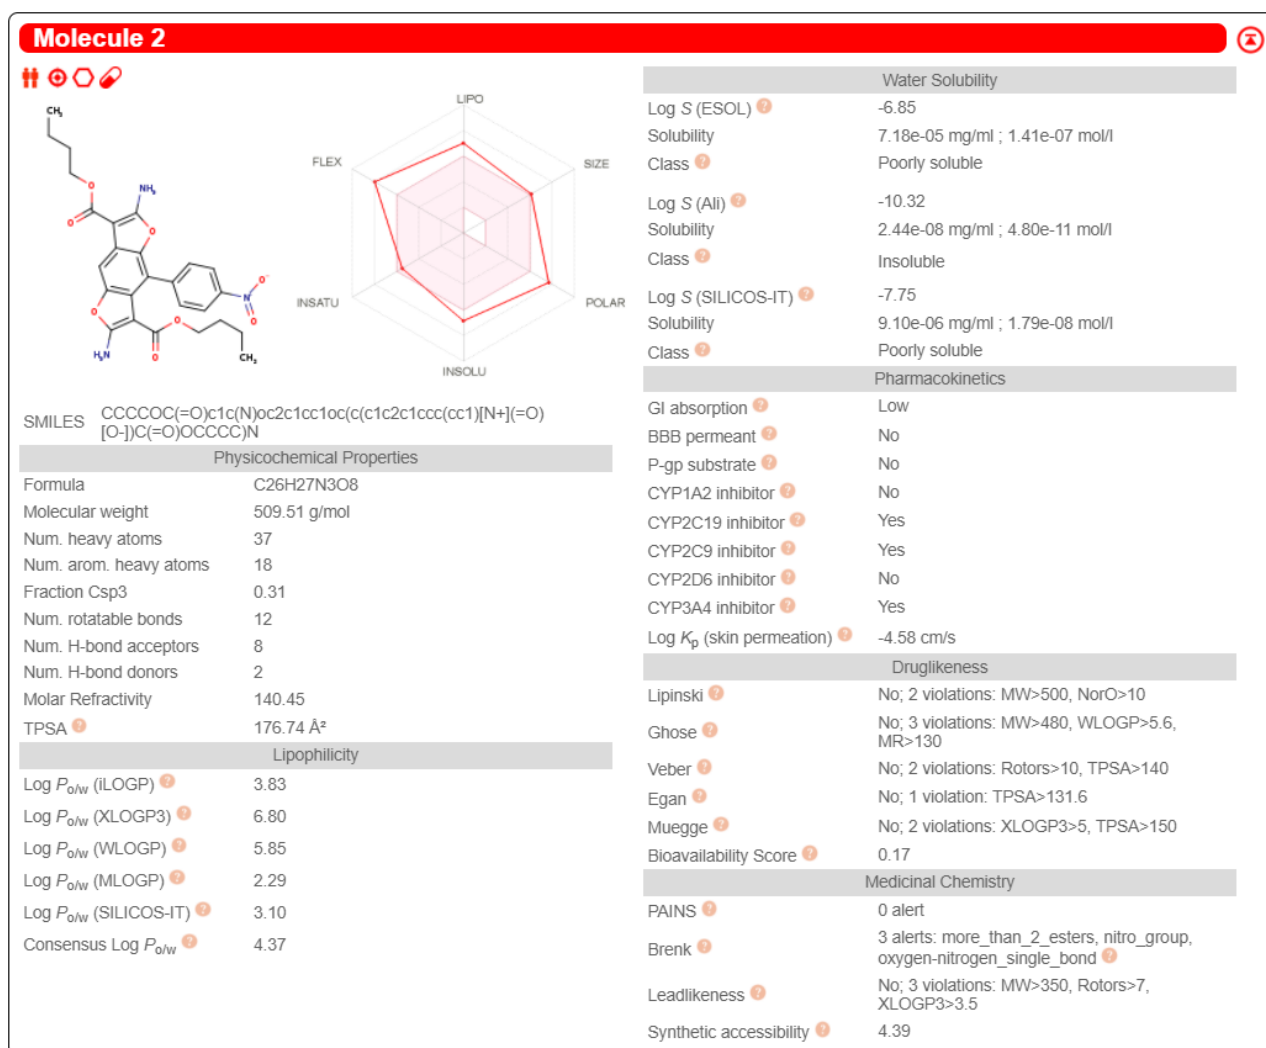 Molecule 2
CH₃
O
O
NH₂
O
O
H₂N
O
O
N⁺
O⁻
O
CH₃
LIPO
FLEX
SIZE
INSATU
POLAR
INSOLU
SMILES CCCCOC(=O)c1c(N)oc2c1cc1oc(c(c1c2c1ccc(cc1)[N+](=O)
[O-])C(=O)OCCCC)N
Physicochemical Properties
Formula C26H27N3O8
Molecular weight 509.51 g/mol
Num. heavy atoms 37
Num. arom. heavy atoms 18
Fraction Csp3 0.31
Num. rotatable bonds 12
Num. H-bond acceptors 8
Num. H-bond donors 2
Molar Refractivity 140.45
TPSA ? 176.74 Å²
Lipophilicity
Log Po/w (iLOGP) ? 3.83
Log Po/w (XLOGP3) ? 6.80
Log Po/w (WLOGP) ? 5.85
Log Po/w (MLOGP) ? 2.29
Log Po/w (SILICOS-IT) ? 3.10
Consensus Log Po/w ? 4.37
Water Solubility
Log S (ESOL) ? -6.85
Solubility 7.18e-05 mg/ml ; 1.41e-07 mol/l
Class ? Poorly soluble
Log S (Ali) ? -10.32
Solubility 2.44e-08 mg/ml ; 4.80e-11 mol/l
Class ? Insoluble
Log S (SILICOS-IT) ? -7.75
Solubility 9.10e-06 mg/ml ; 1.79e-08 mol/l
Class ? Poorly soluble
Pharmacokinetics
GI absorption ? Low
BBB permeant ? No
P-gp substrate ? No
CYP1A2 inhibitor ? No
CYP2C19 inhibitor ? Yes
CYP2C9 inhibitor ? Yes
CYP2D6 inhibitor ? No
CYP3A4 inhibitor ? Yes
Log Kp (skin permeation) ? -4.58 cm/s
Druglikeness
Lipinski ? No; 2 violations: MW>500, NorO>10
Ghose ? No; 3 violations: MW>480, WLOGP>5.6,
MR>130
Veber ? No; 2 violations: Rotors>10, TPSA>140
Egan ? No; 1 violation: TPSA>131.6
Muegge ? No; 2 violations: XLOGP3>5, TPSA>150
Bioavailability Score ? 0.17
Medicinal Chemistry
PAINS ? 0 alert
Brenk ? 3 alerts: more_than_2_esters, nitro_group,
oxygen-nitrogen_single_bond ?
Leadlikeness ? No; 3 violations: MW>350, Rotors>7,
XLOGP3>3.5
Synthetic accessibility ? 4.39